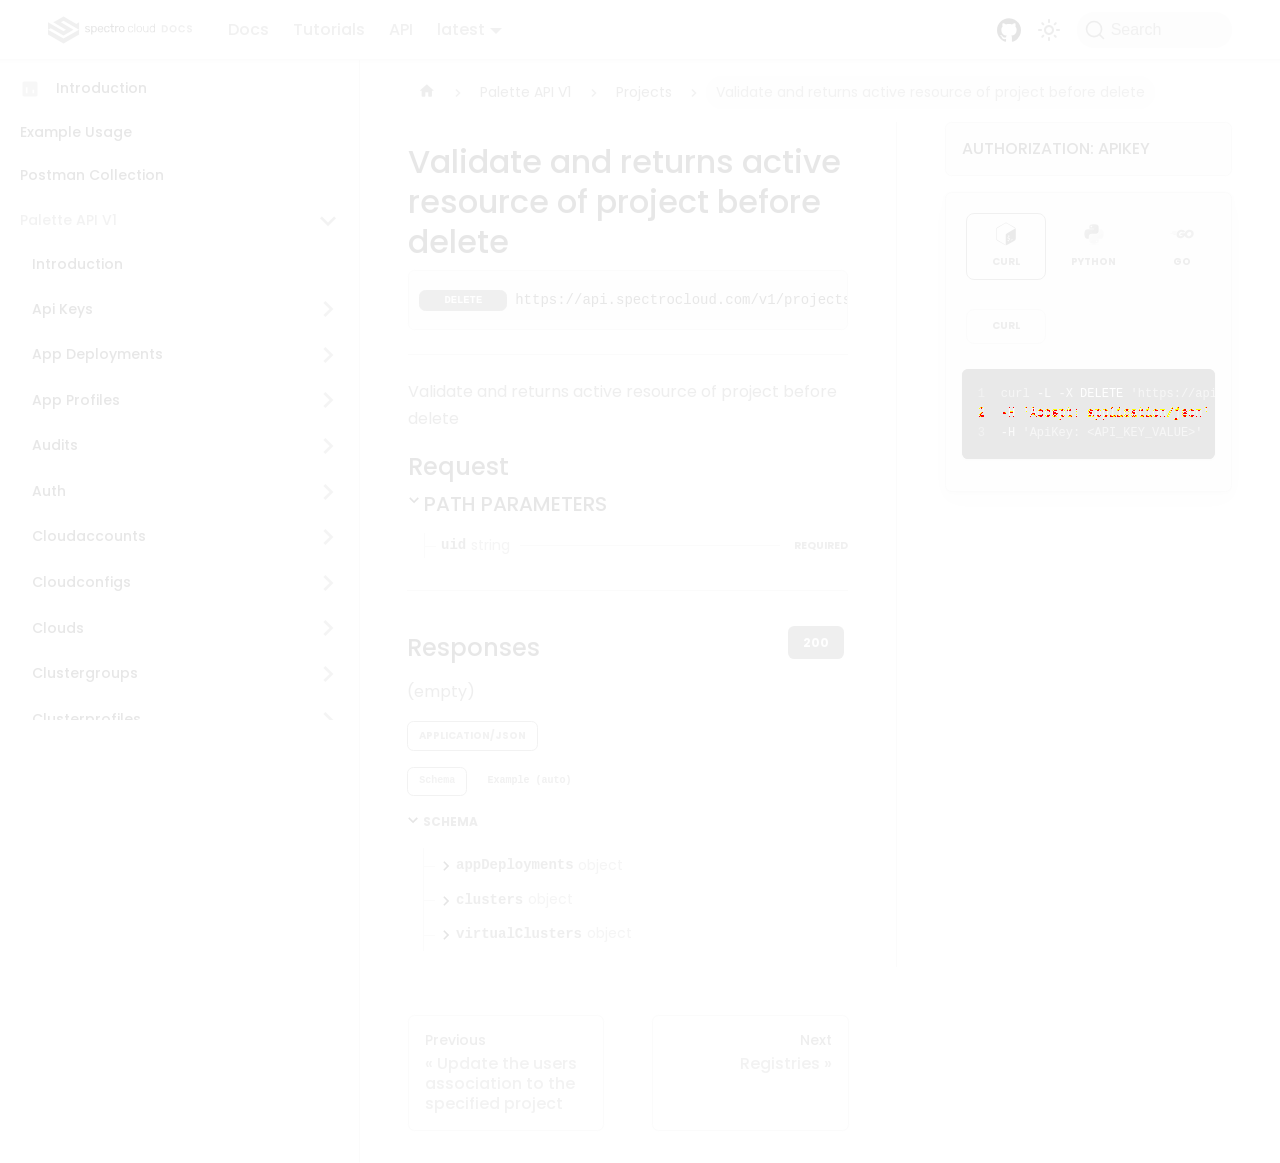 spectro cloud DOCS
Docs
Tutorials
API
latest
Search
Introduction
Example Usage
Postman Collection
Palette API V1
Introduction
Api Keys
App Deployments
App Profiles
Audits
Auth
Cloudaccounts
Cloudconfigs
Clouds
Clustergroups
Clusterprofiles
Palette API V1
Projects
Validate and returns active resource of project before delete
Validate and returns active
resource of project before
delete
DELETE https://api.spectrocloud.com/v1/projects
Validate and returns active resource of project before
delete
Request
PATH PARAMETERS
uid string REQUIRED
Responses
200
(empty)
APPLICATION/JSON
Schema
Example (auto)
SCHEMA
appDeployments object
clusters object
virtualClusters object
Previous
« Update the users
association to the
specified project
Next
Registries »
AUTHORIZATION: APIKEY
CURL
PYTHON
GO
GO
CURL
1 curl -L -X DELETE 'https://api
2 -H 'Accept: application/json'
3 -H 'ApiKey: <API_KEY_VALUE>'